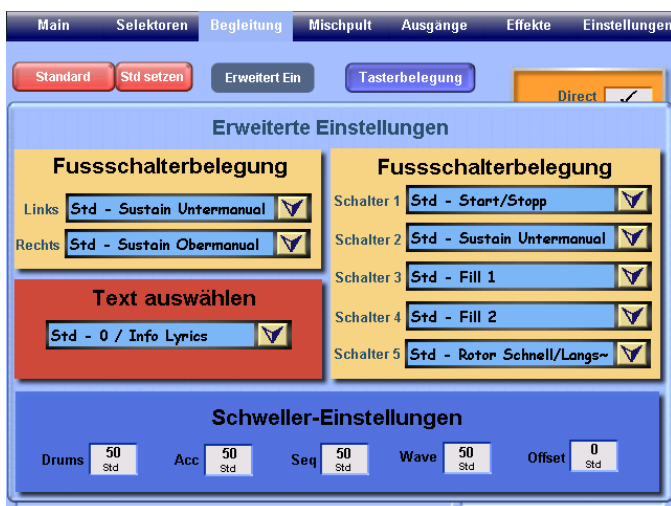 Main Selektoren Begleitung Mischpult Ausgänge Effekte Einstellungen
Standard Std setzen Erweitert Ein Tasterbelegung
Direct
Erweiterte Einstellungen
Fussschalterbelegung
Links Std - Sustain Untermanual
Rechts Std - Sustain Obermanual
Text auswählen
Std - 0 / Info Lyrics
Fussschalterbelegung
Schalter 1 Std - Start/Stopp
Schalter 2 Std - Sustain Untermanual
Schalter 3 Std - Fill 1
Schalter 4 Std - Fill 2
Schalter 5 Std - Rotor Schnell/Langs~
Schweller-Einstellungen
Drums 50 Std Acc 50 Std Seq 50 Std Wave 50 Std Offset 0 Std